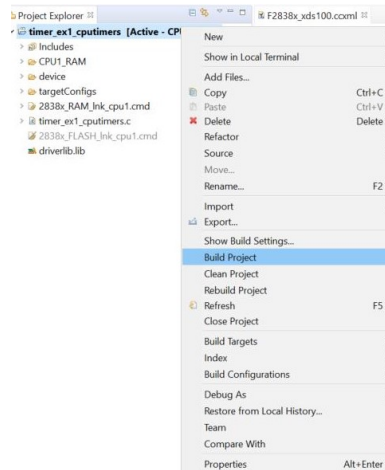 Project Explorer
F2838x_xds100.ccxml
timer_ex1_cputimers [Active - CPU
Includes
CPU1_RAM
device
targetConfigs
2838x_RAM_lnk_cpu1.cmd
timer_ex1_cputimers.c
2838x_FLASH_lnk_cpu1.cmd
driverlib.lib
New
Show in Local Terminal
Add Files...
Copy Ctrl+C
Paste Ctrl+V
Delete Delete
Refactor
Source
Move...
Rename... F2
Import
Export...
Show Build Settings...
Build Project
Clean Project
Rebuild Project
Refresh F5
Close Project
Build Targets
Index
Build Configurations
Debug As
Restore from Local History...
Team
Compare With
Properties Alt+Enter